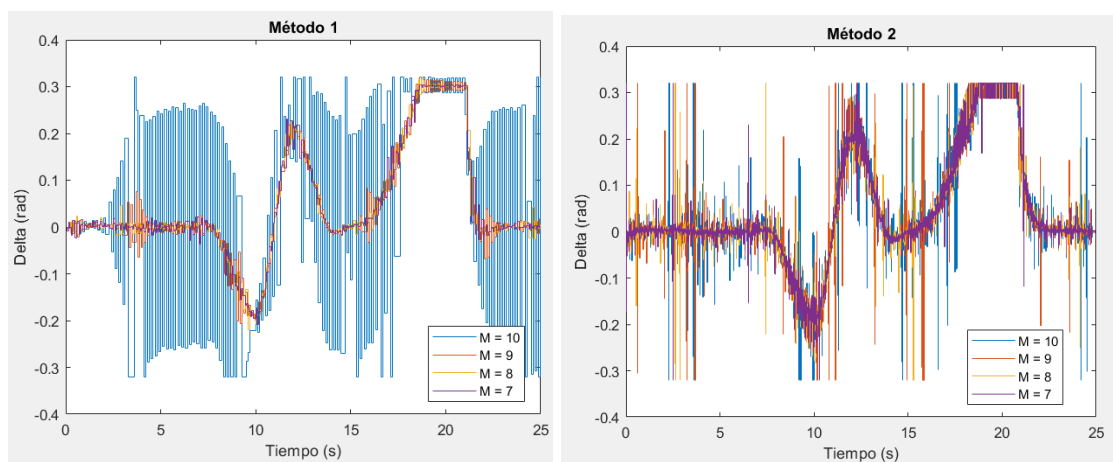 Método 1
0.4
0.3
0.2
0.1
0
-0.1
-0.2
-0.3
-0.4
Delta (rad)
0 5 10 15 20 25
Tiempo (s)
M = 10
M = 9
M = 8
M = 7
Método 2
0.4
0.3
0.2
0.1
0
-0.1
-0.2
-0.3
-0.4
Delta (rad)
0 5 10 15 20 25
Tiempo (s)
M = 10
M = 9
M = 8
M = 7